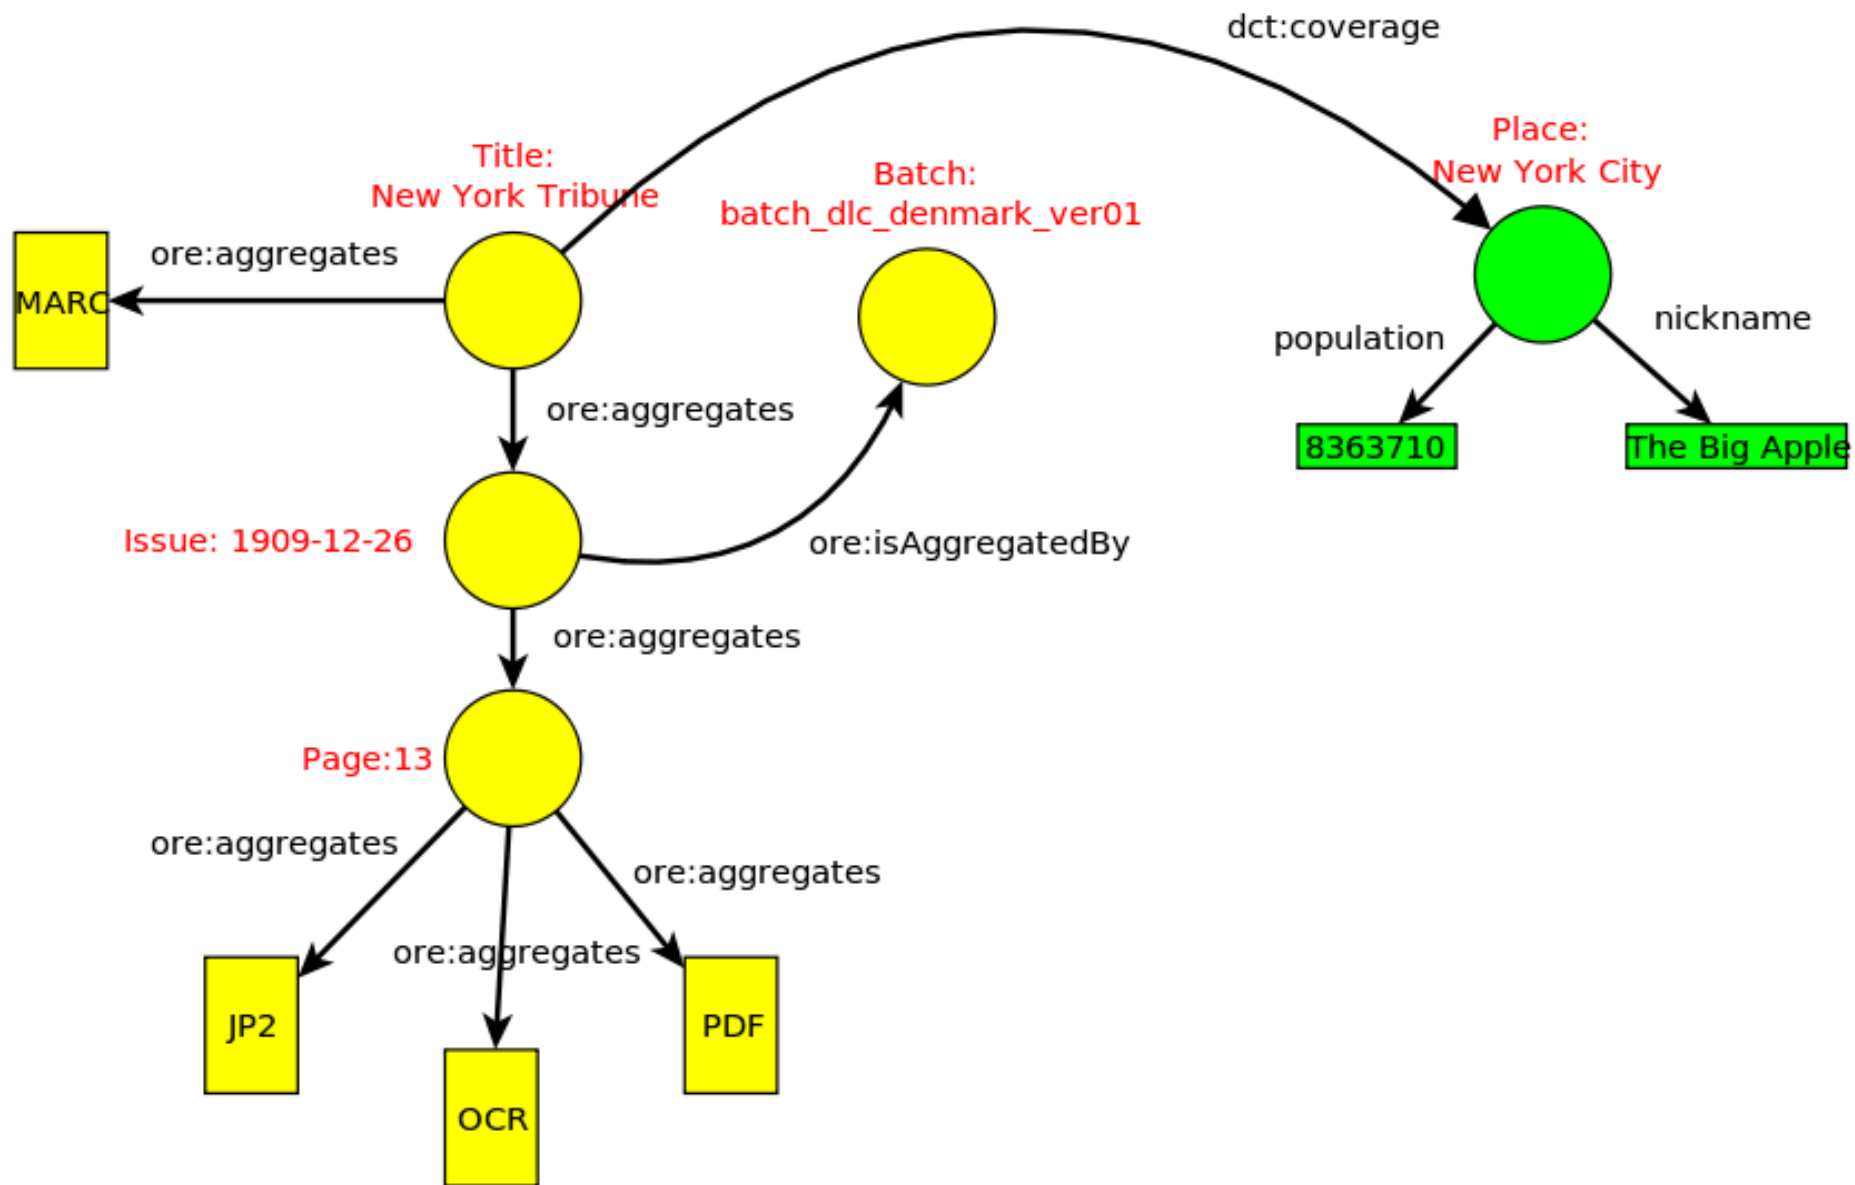 dct:coverage
Place:
New York City
Title:
New York Tribune
Batch:
batch_dlc_denmark_ver01
ore:aggregates
MARC
nickname
population
ore:aggregates
8363710
The Big Apple
Issue: 1909-12-26
ore:isAggregatedBy
ore:aggregates
Page:13
ore:aggregates
ore:aggregates
ore:aggregates
JP2
PDF
OCR